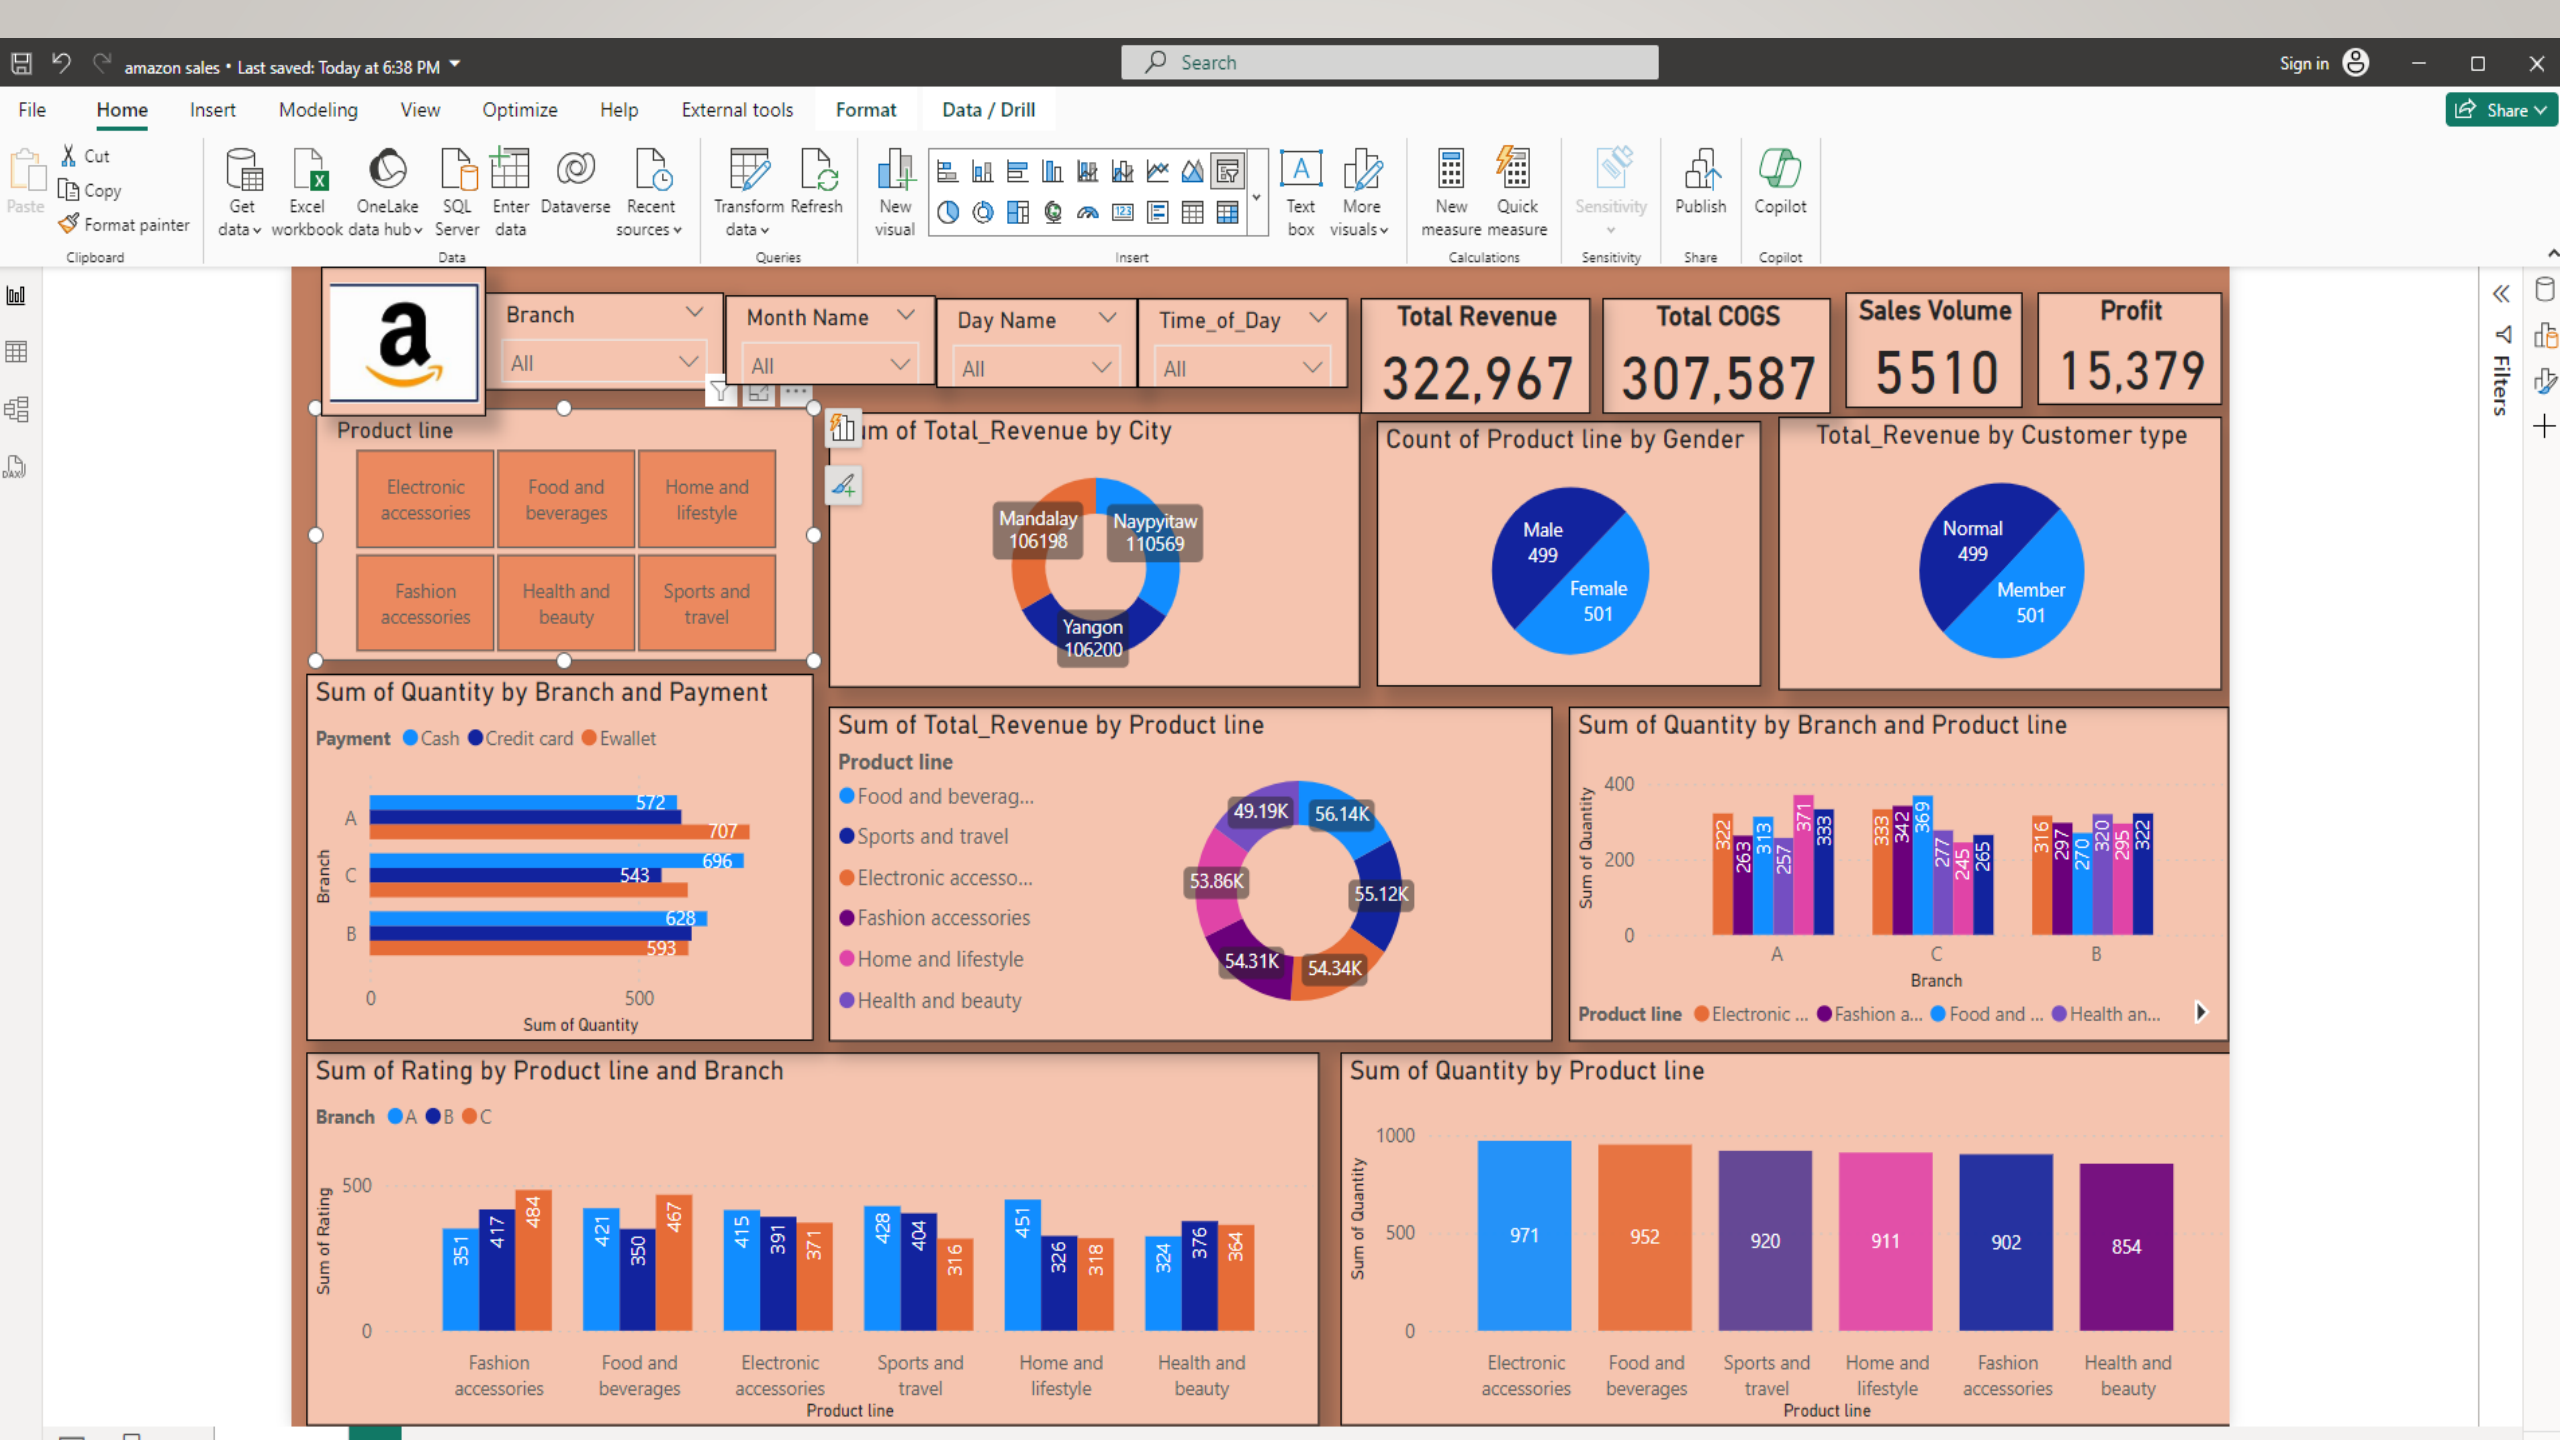 amazon sales • Last saved: Today at 6:38 PM
Search
Sign in
File Home Insert Modeling View Optimize Help External tools Format Data / Drill
Share
Paste
Cut
Copy
Format painter
Clipboard
Get data
Excel workbook
OneLake data hub
SQL Server
Enter data
Dataverse
Recent sources
Data
Transform data
Refresh
Queries
New visual
123
Insert
A
Text box
More visuals
New measure
Quick measure
Calculations
Sensitivity
Sensitivity
Publish
Share
Copilot
Copilot
DAX
Filters
a
Branch
All
Month Name
All
Day Name
All
Time_of_Day
All
Total Revenue
322,967
Total COGS
307,587
Sales Volume
5510
Profit
15,379
Product line
Electronic accessories
Food and beverages
Home and lifestyle
Fashion accessories
Health and beauty
Sports and travel
um of Total_Revenue by City
Mandalay
106198
Naypyitaw
110569
Yangon
106200
Count of Product line by Gender
Male
499
Female
501
Total_Revenue by Customer type
Normal
499
Member
501
Sum of Quantity by Branch and Payment
Payment Cash Credit card Ewallet
Branch
A
572
707
C
696
543
B
628
593
0 500
Sum of Quantity
Sum of Total_Revenue by Product line
Product line
Food and beverag...
Sports and travel
Electronic accesso...
Fashion accessories
Home and lifestyle
Health and beauty
49.19K
56.14K
53.86K
55.12K
54.31K
54.34K
Sum of Quantity by Branch and Product line
Sum of Quantity
400
200
0
322 263 313 257 371 333
333 342 369 277 245 265
316 297 270 320 295 322
A C B
Branch
Product line Electronic ... Fashion a... Food and ... Health an...
Sum of Rating by Product line and Branch
Branch A B C
Sum of Rating
500
0
351 417 484
421 350 467
415 391 371
428 404 316
451 326 318
324 376 364
Fashion accessories
Food and beverages
Electronic accessories
Sports and travel
Home and lifestyle
Health and beauty
Product line
Sum of Quantity by Product line
Sum of Quantity
1000
500
0
971 952 920 911 902 854
Electronic accessories
Food and beverages
Sports and travel
Home and lifestyle
Fashion accessories
Health and beauty
Product line